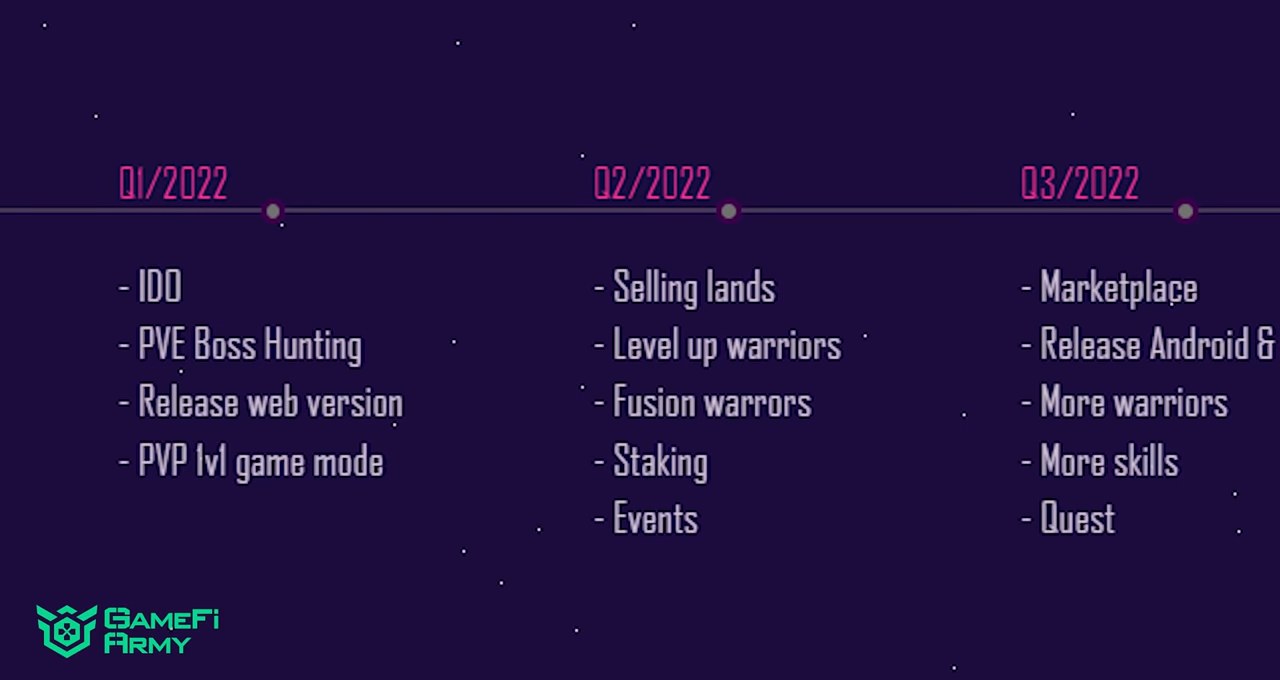 Q1/2022
- IDO
- PVE Boss Hunting
- Release web version
- PVP 1v1 game mode
Q2/2022
- Selling lands
- Level up warriors
- Fusion warrors
- Staking
- Events
Q3/2022
- Marketplace
- Release Android &
- More warriors
- More skills
- Quest
GameFi
Army